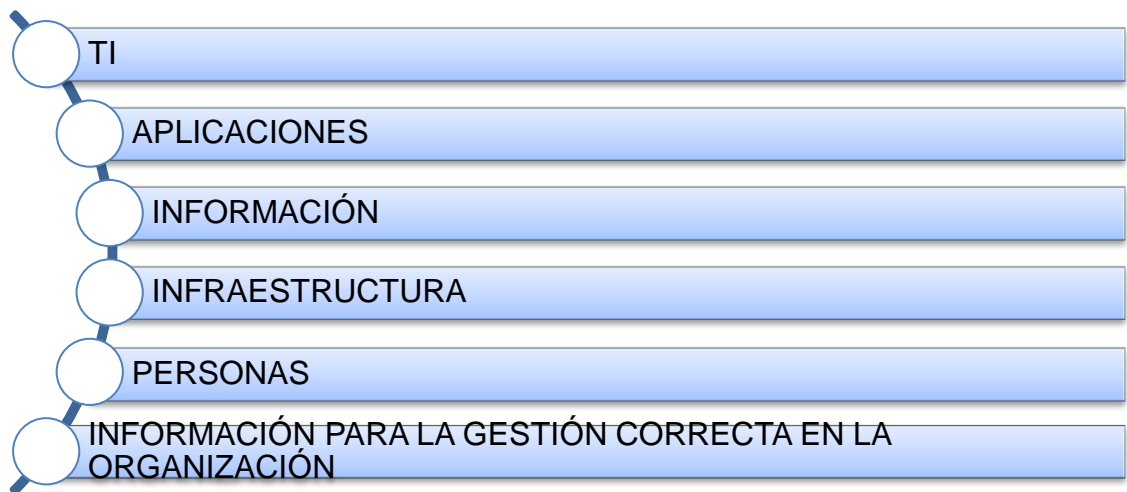 TI
APLICACIONES
INFORMACIÓN
INFRAESTRUCTURA
PERSONAS
INFORMACIÓN PARA LA GESTIÓN CORRECTA EN LA
ORGANIZACIÓN